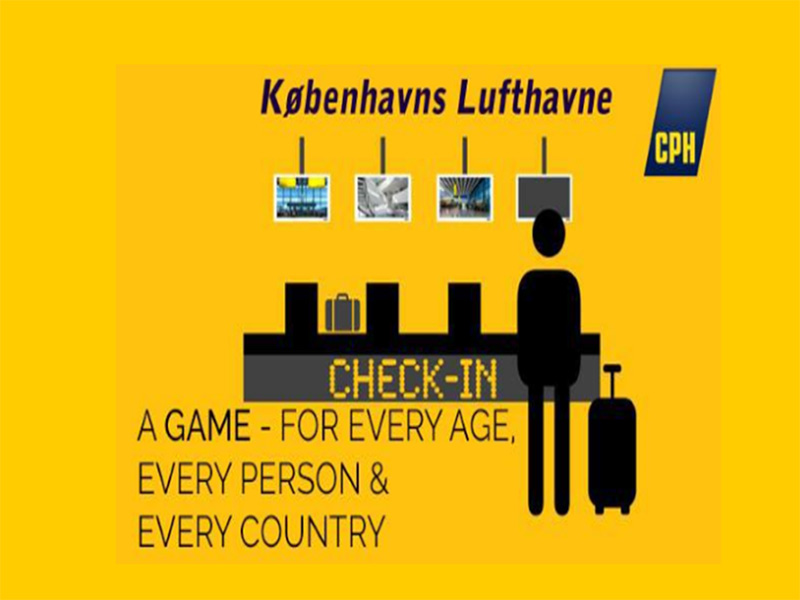 Københavns Lufthavne
CPH
CHECK-IN
A GAME - FOR EVERY AGE,
EVERY PERSON &
EVERY COUNTRY